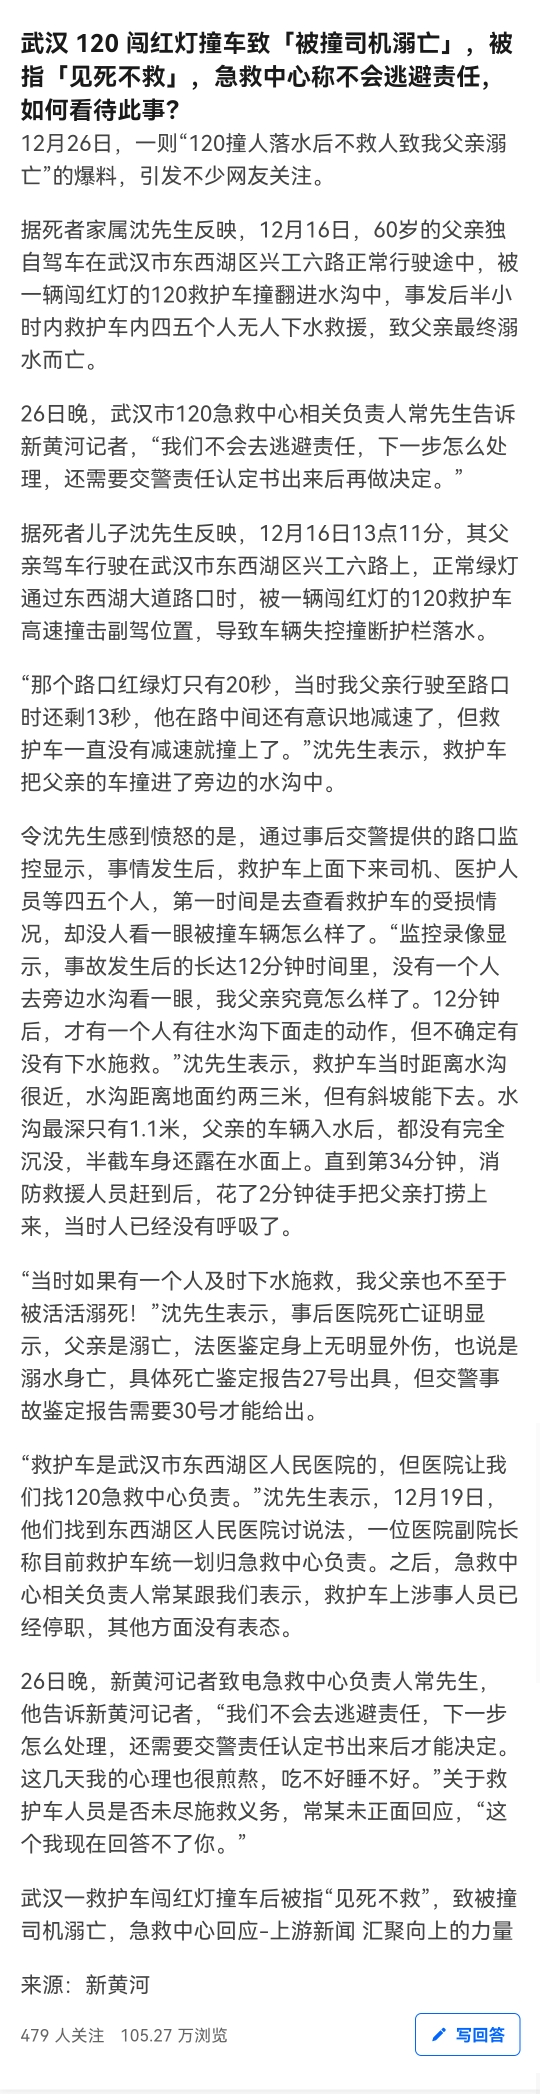 武汉 120 闯红灯撞车致「被撞司机溺亡」，被
指「见死不救」，急救中心称不会逃避责任，
如何看待此事？
12月26日，一则“120撞人落水后不救人致我父亲溺
亡”的爆料，引发不少网友关注。
据死者家属沈先生反映，12月16日，60岁的父亲独
自驾车在武汉市东西湖区兴工六路正常行驶途中，被
一辆闯红灯的120救护车撞翻进水沟中，事发后半小
时内救护车内四五个人无人下水救援，致父亲最终溺
水而亡。
26日晚，武汉市120急救中心相关负责人常先生告诉
新黄河记者，“我们不会去逃避责任，下一步怎么处
理，还需要交警责任认定书出来后再做决定。”
据死者儿子沈先生反映，12月16日13点11分，其父
亲驾车行驶在武汉市东西湖区兴工六路上，正常绿灯
通过东西湖大道路口时，被一辆闯红灯的120救护车
高速撞击副驾位置，导致车辆失控撞断护栏落水。
“那个路口红绿灯只有20秒，当时我父亲行驶至路口
时还剩13秒，他在路中间还有意识地减速了，但救
护车一直没有减速就撞上了。”沈先生表示，救护车
把父亲的车撞进了旁边的水沟中。
令沈先生感到愤怒的是，通过事后交警提供的路口监
控显示，事情发生后，救护车上面下来司机、医护人
员等四五个人，第一时间是去查看救护车的受损情
况，却没人看一眼被撞车辆怎么样了。“监控录像显
示，事故发生后的长达12分钟时间里，没有一个人
去旁边水沟看一眼，我父亲究竟怎么样了。12分钟
后，才有一个人有往水沟下面走的动作，但不确定有
没有下水施救。”沈先生表示，救护车当时距离水沟
很近，水沟距离地面约两三米，但有斜坡能下去。水
沟最深只有1.1米，父亲的车辆入水后，都没有完全
沉没，半截车身还露在水面上。直到第34分钟，消
防救援人员赶到后，花了2分钟徒手把父亲打捞上
来，当时人已经没有呼吸了。
“当时如果有一个人及时下水施救，我父亲也不至于
被活活溺死！”沈先生表示，事后医院死亡证明显
示，父亲是溺亡，法医鉴定身上无明显外伤，也说是
溺水身亡，具体死亡鉴定报告27号出具，但交警事
故鉴定报告需要30号才能给出。
“救护车是武汉市东西湖区人民医院的，但医院让我
们找120急救中心负责。”沈先生表示，12月19日，
他们找到东西湖区人民医院讨说法，一位医院副院长
称目前救护车统一划归急救中心负责。之后，急救中
心相关负责人常某跟我们表示，救护车上涉事人员已
经停职，其他方面没有表态。
26日晚，新黄河记者致电急救中心负责人常先生，
他告诉新黄河记者，“我们不会去逃避责任，下一步
怎么处理，还需要交警责任认定书出来后才能决定。
这几天我的心理也很煎熬，吃不好睡不好。”关于救
护车人员是否未尽施救义务，常某未正面回应，“这
个我现在回答不了你。”
武汉一救护车闯红灯撞车后被指“见死不救”，致被撞
司机溺亡，急救中心回应-上游新闻 汇聚向上的力量
来源：新黄河
479 人关注 105.27 万浏览
写回答